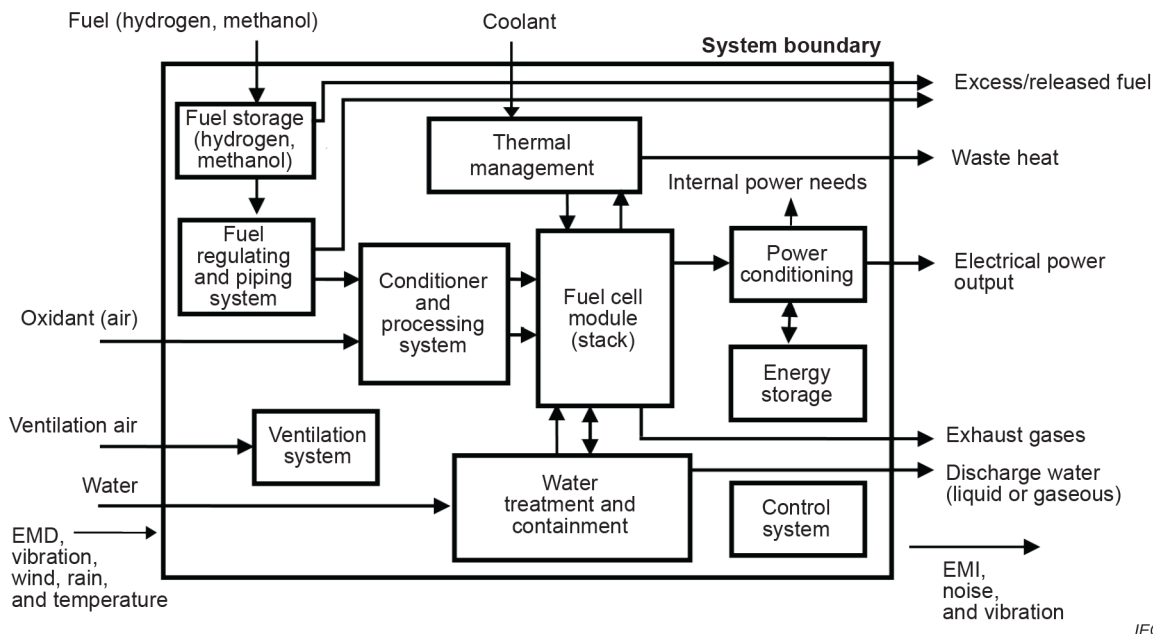 Fuel (hydrogen, methanol)
Coolant
System boundary
Excess/released fuel
Fuel storage
(hydrogen,
methanol)
Thermal
management
Waste heat
Internal power needs
Fuel
regulating
and piping
system
Conditioner
and
processing
system
Fuel cell
module
(stack)
Power
conditioning
Electrical power
output
Oxidant (air)
Energy
storage
Ventilation air
Ventilation
system
Exhaust gases
Water
Water
treatment and
containment
Discharge water
(liquid or gaseous)
Control
system
EMD,
vibration,
wind, rain,
and temperature
EMI,
noise,
and vibration